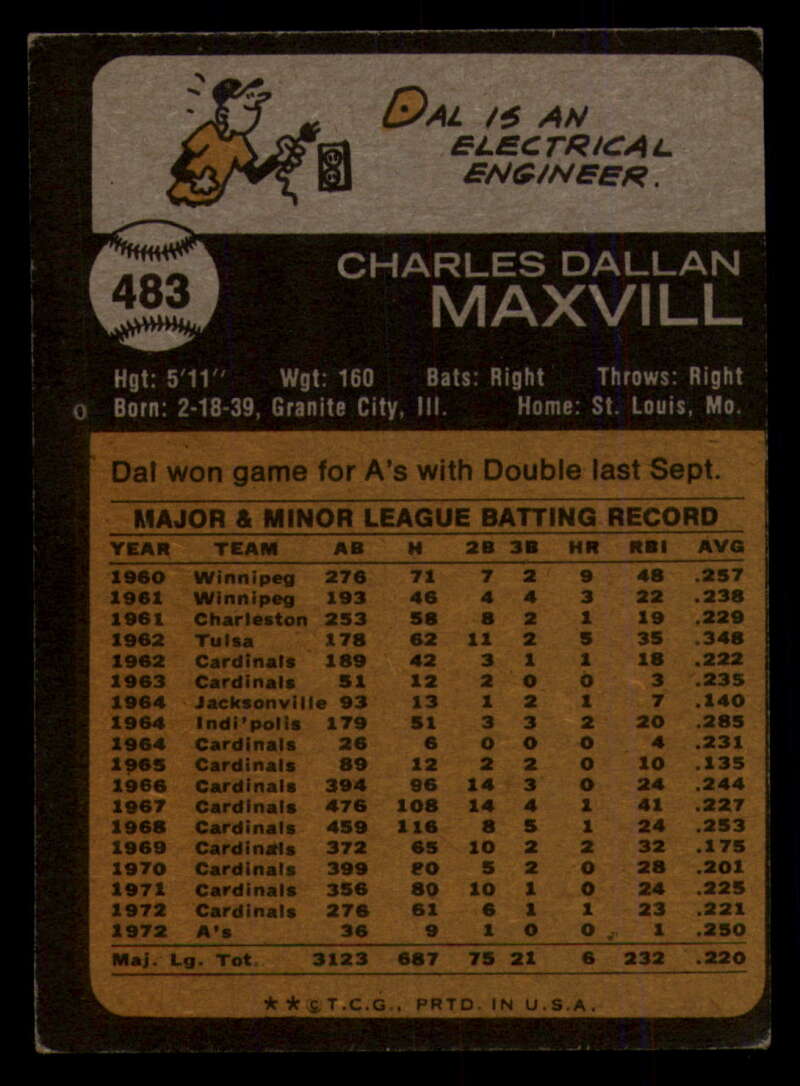 DAL IS AN
ELECTRICAL
ENGINEER.
483
CHARLES DALLAN
MAXVILL
Hgt: 5'11" Wgt: 160 Bats: Right Throws: Right
Born: 2-18-39, Granite City, Ill. Home: St. Louis, Mo.
Dal won game for A's with Double last Sept.
MAJOR & MINOR LEAGUE BATTING RECORD
YEAR TEAM AB H 2B 3B HR RBI AVG
1960 Winnipeg 276 71 7 2 9 48 .257
1961 Winnipeg 193 46 4 4 3 22 .238
1961 Charleston 253 58 8 2 1 19 .229
1962 Tulsa 178 62 11 2 5 35 .348
1962 Cardinals 189 42 3 1 1 18 .222
1963 Cardinals 51 12 2 0 0 3 .235
1964 Jacksonville 93 13 1 2 1 7 .140
1964 Indi'polis 179 51 3 3 2 20 .285
1964 Cardinals 26 6 0 0 0 4 .231
1965 Cardinals 89 12 2 2 0 10 .135
1966 Cardinals 394 96 14 3 0 24 .244
1967 Cardinals 476 108 14 4 1 41 .227
1968 Cardinals 459 116 8 5 1 24 .253
1969 Cardinals 372 65 10 2 2 32 .175
1970 Cardinals 399 80 5 2 0 28 .201
1971 Cardinals 356 80 10 1 0 24 .225
1972 Cardinals 276 61 6 1 1 23 .221
1972 A's 36 9 1 0 0 1 .250
Maj. Lg. Tot. 3123 687 75 21 6 232 .220
**©T.C.G., PRTD. IN U.S.A.